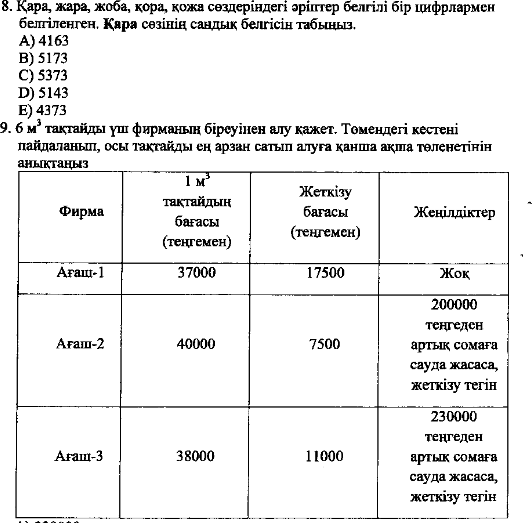 8. Қара, жара, жоба, қора, қожа сөздеріндегі әріптер белгілі бір цифрлармен
белгіленген. Қара сөзінің сандық белгісін табыңыз.
A) 4163
B) 5173
C) 5373
D) 5143
E) 4373
9. 6 м³ тақтайды үш фирманың біреуінен алу қажет. Төмендегі кестені
пайдаланып, осы тақтайды ең арзан сатып алуға қанша ақша төленетінін
анықтаңыз
Фирма
1 м³
тақтайдың
бағасы
(теңгемен)
Жеткізу
бағасы
(теңгемен)
Жеңілдіктер
Ағаш-1
37000
17500
Жоқ
Ағаш-2
40000
7500
200000
теңгеден
артық сомаға
сауда жасаса,
жеткізу тегін
Ағаш-3
38000
11000
230000
теңгеден
артық сомаға
сауда жасаса,
жеткізу тегін